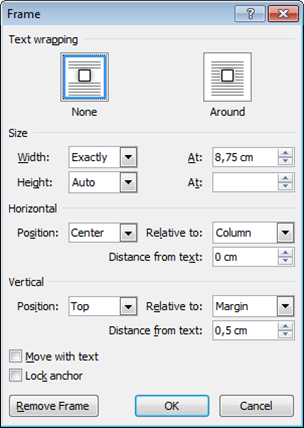 Frame
Text wrapping
None Around
Size
Width: Exactly At: 8,75 cm
Height: Auto At:
Horizontal
Position: Center Relative to: Column
Distance from text: 0 cm
Vertical
Position: Top Relative to: Margin
Distance from text: 0,5 cm
Move with text
Lock anchor
Remove Frame OK Cancel